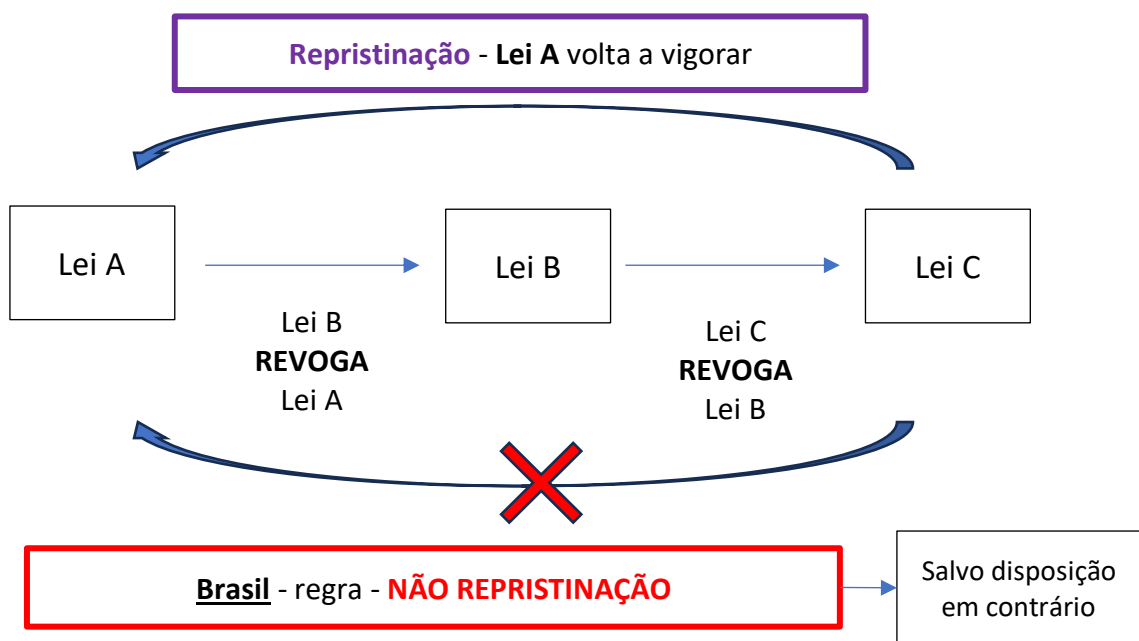 Repristinação - Lei A volta a vigorar
Lei A
Lei B
Lei C
Lei B
REVOGA
Lei A
Lei C
REVOGA
Lei B
Brasil - regra - NÃO REPRISTINAÇÃO
Salvo disposição
em contrário